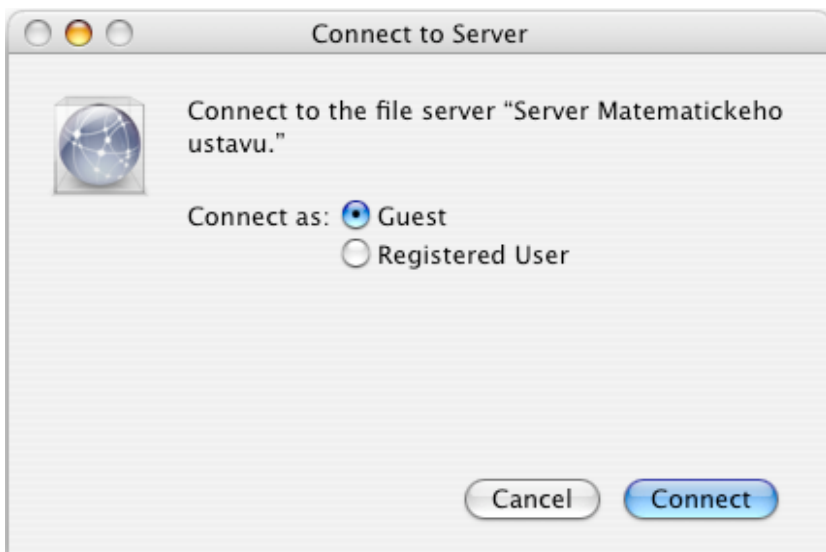 Connect to Server
Connect to the file server “Server Matematickeho
ustavu.”
Connect as: Guest
Registered User
Cancel Connect